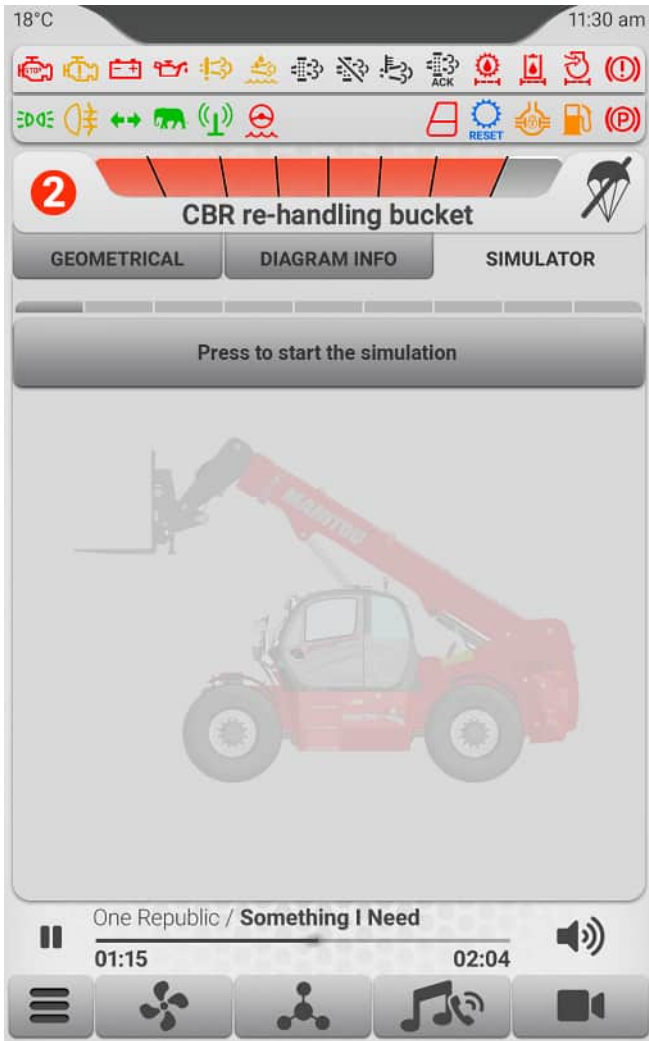 18°C
11:30 am
STOP
ACK
RESET
P
2
CBR re-handling bucket
GEOMETRICAL
DIAGRAM INFO
SIMULATOR
Press to start the simulation
MANITOU
One Republic / Something I Need
01:15
02:04